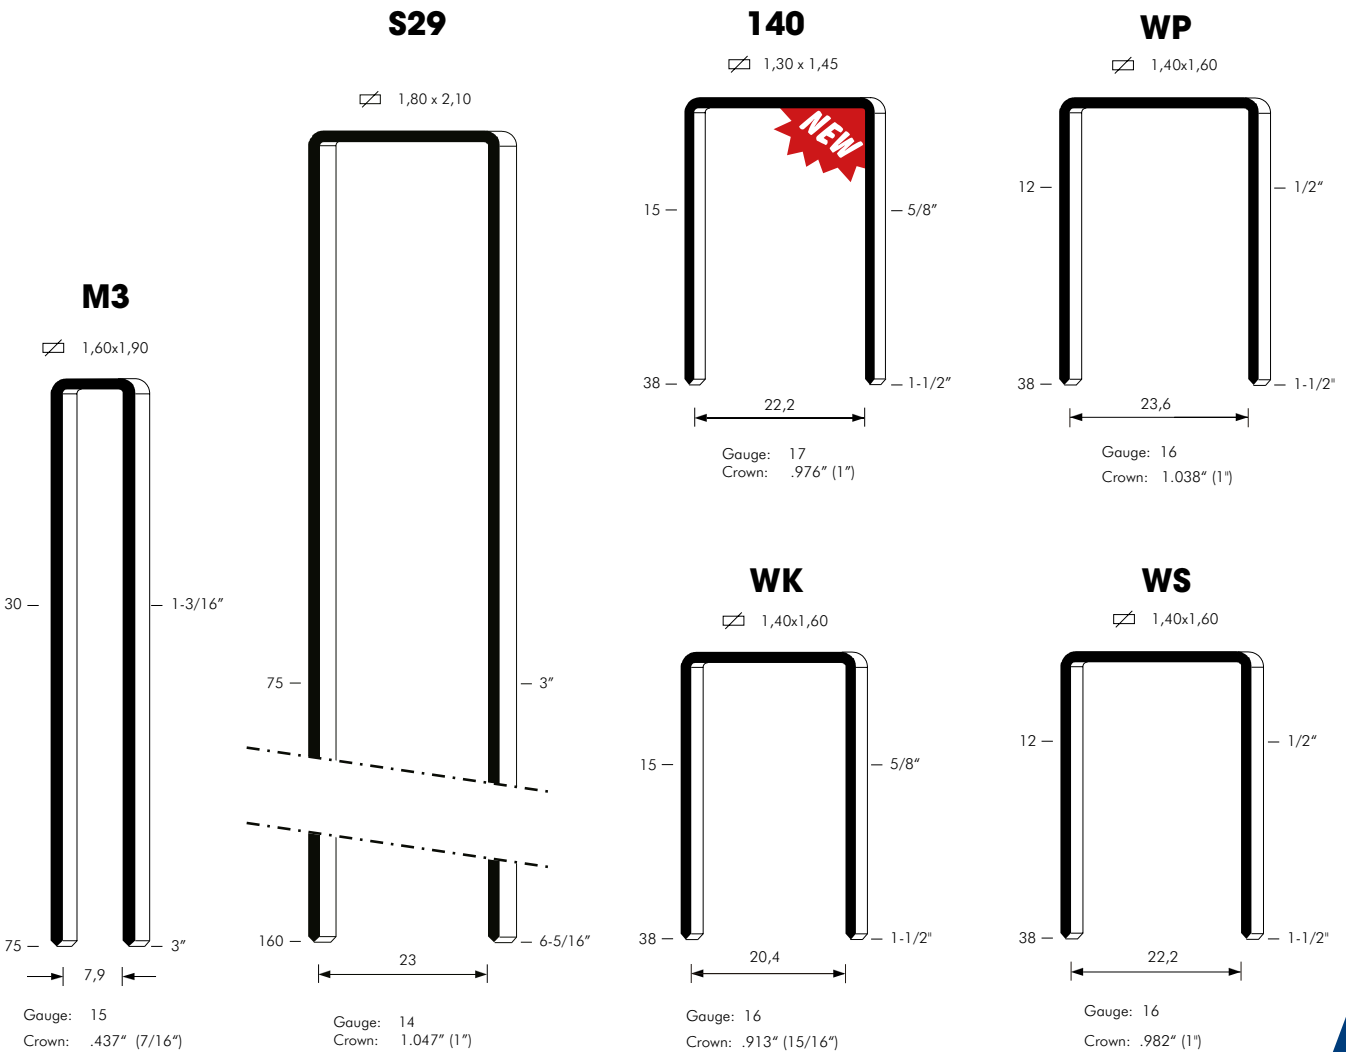 S29
1,80 x 2,10
75
3″
160
6-5/16″
23
Gauge: 14
Crown: 1.047″ (1″)
140
1,30 x 1,45
NEW
15
5/8″
38
1-1/2″
22,2
Gauge: 17
Crown: .976″ (1″)
WP
1,40x1,60
12
1/2“
38
1-1/2"
23,6
Gauge: 16
Crown: 1.038“ (1")
M3
1,60x1,90
30
1-3/16″
75
3″
7,9
Gauge: 15
Crown: .437“ (7/16“)
WK
1,40x1,60
15
5/8“
38
1-1/2"
20,4
Gauge: 16
Crown: .913“ (15/16“)
WS
1,40x1,60
12
1/2“
38
1-1/2"
22,2
Gauge: 16
Crown: .982“ (1")